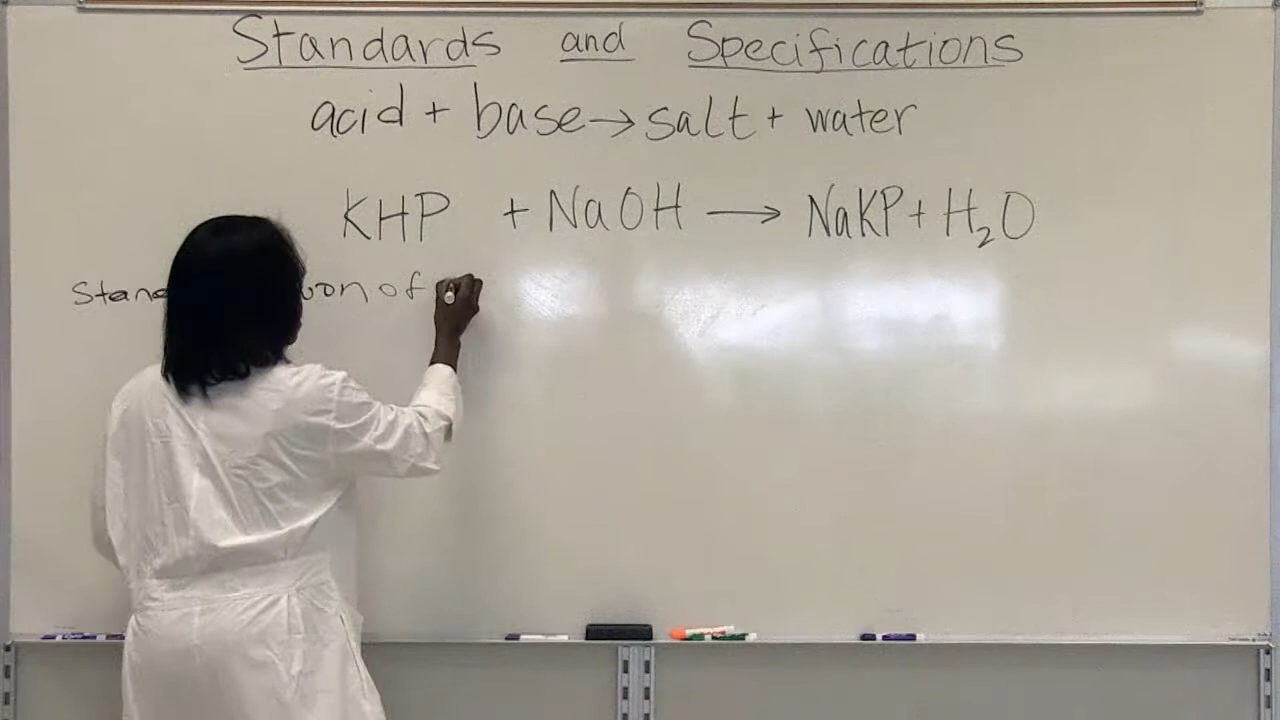 Standards and Specifications
acid + base → salt + water
KHP + NaOH → NaKP + H₂O
of